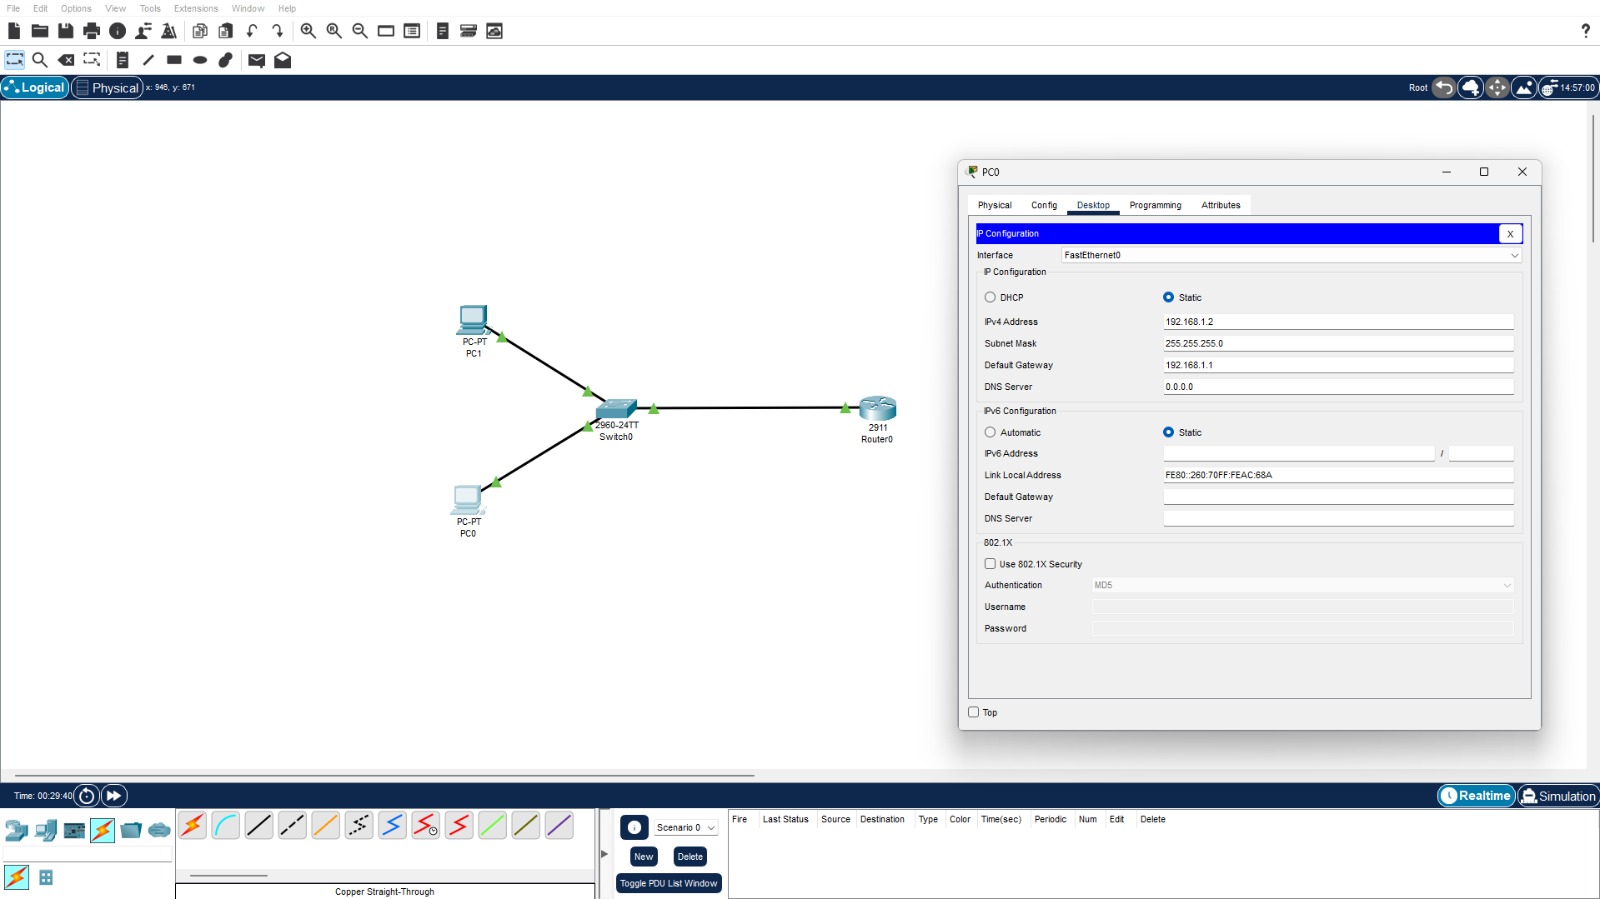 File Edit Options View Tools Extensions Window Help
?
Logical Physical x: 946, y: 671 Root 14:57:00
PC0
Physical Config Desktop Programming Attributes
IP Configuration X
Interface FastEthernet0
IP Configuration
DHCP Static
IPv4 Address 192.168.1.2
Subnet Mask 255.255.255.0
Default Gateway 192.168.1.1
DNS Server 0.0.0.0
IPv6 Configuration
Automatic Static
IPv6 Address /
Link Local Address FE80::260:70FF:FEAC:68A
Default Gateway
DNS Server
802.1X
Use 802.1X Security
Authentication MD5
Username
Password
Top
PC-PT
PC1
2960-24TT
Switch0
2911
Router0
PC-PT
PC0
Time: 00:29:40 Realtime Simulation
Scenario 0
New Delete
Toggle PDU List Window
Fire Last Status Source Destination Type Color Time(sec) Periodic Num Edit Delete
Copper Straight-Through